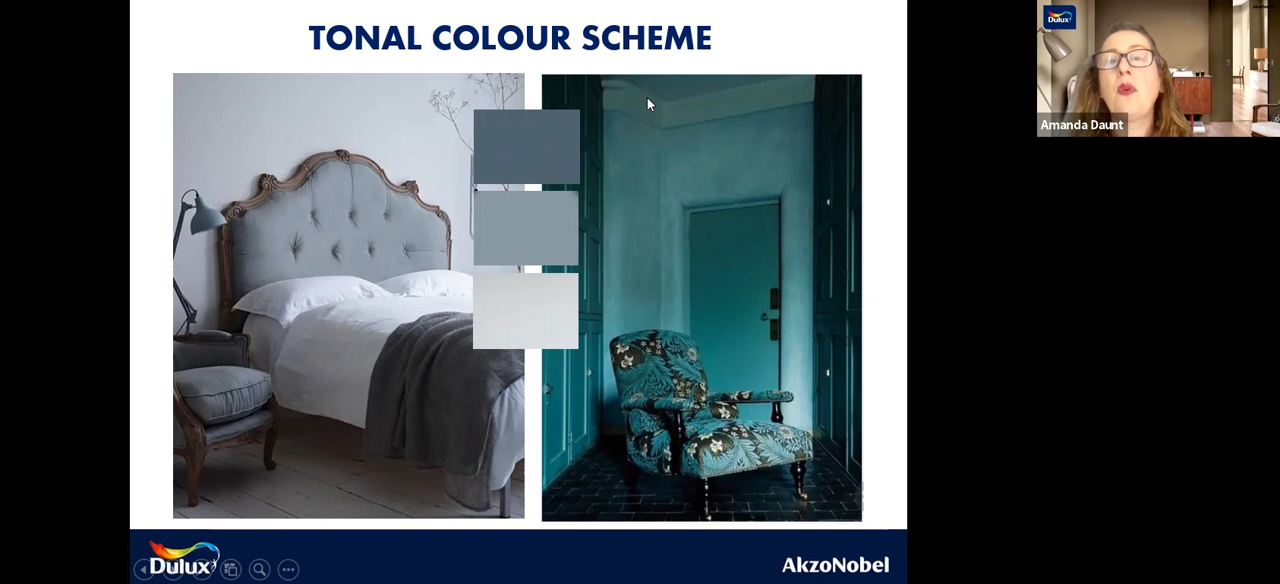 TONAL COLOUR SCHEME
Dulux
Amanda Daunt
Dulux
AkzoNobel